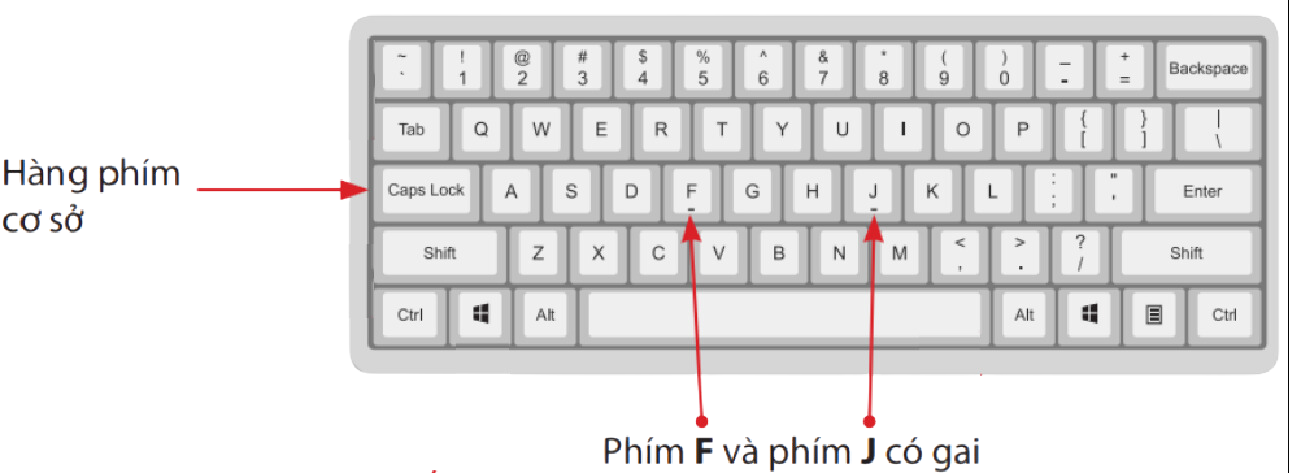 ~ ! @ # $ % ^ & * ( ) _ + Backspace
` 1 2 3 4 5 6 7 8 9 0 - =
Tab Q W E R T Y U I O P { } |
[ ] \
Hàng phím
cơ sở
Caps Lock A S D F G H J K L : " Enter
; '
Shift Z X C V B N M < > ? Shift
, . /
Ctrl Alt Alt Ctrl
Phím F và phím J có gai